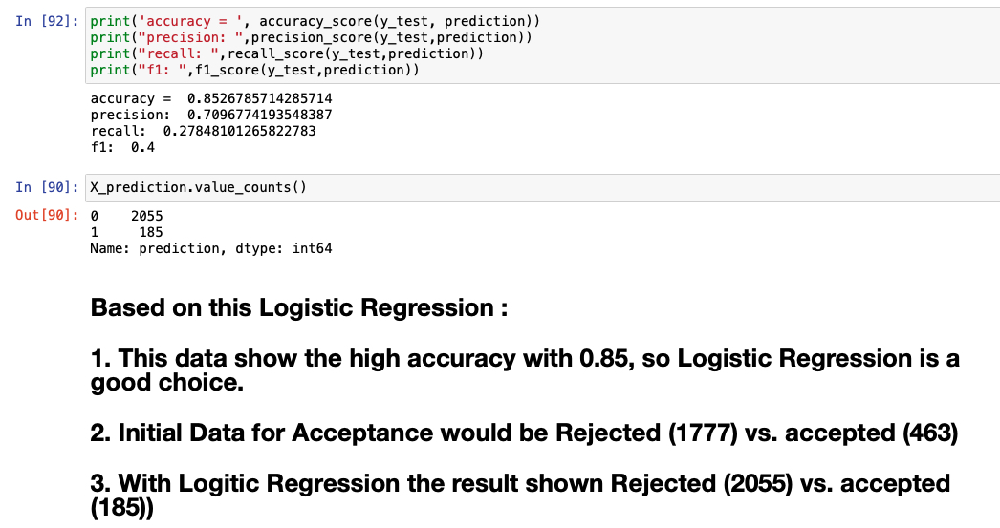 In [92]: print('accuracy = ', accuracy_score(y_test, prediction))
print("precision: ",precision_score(y_test,prediction))
print("recall: ",recall_score(y_test,prediction))
print("f1: ",f1_score(y_test,prediction))
accuracy =  0.8526785714285714
precision:  0.7096774193548387
recall:  0.27848101265822783
f1:  0.4
In [90]: X_prediction.value_counts()
Out[90]: 0    2055
1     185
Name: prediction, dtype: int64
Based on this Logistic Regression :
1. This data show the high accuracy with 0.85, so Logistic Regression is a
good choice.
2. Initial Data for Acceptance would be Rejected (1777) vs. accepted (463)
3. With Logitic Regression the result shown Rejected (2055) vs. accepted
(185))